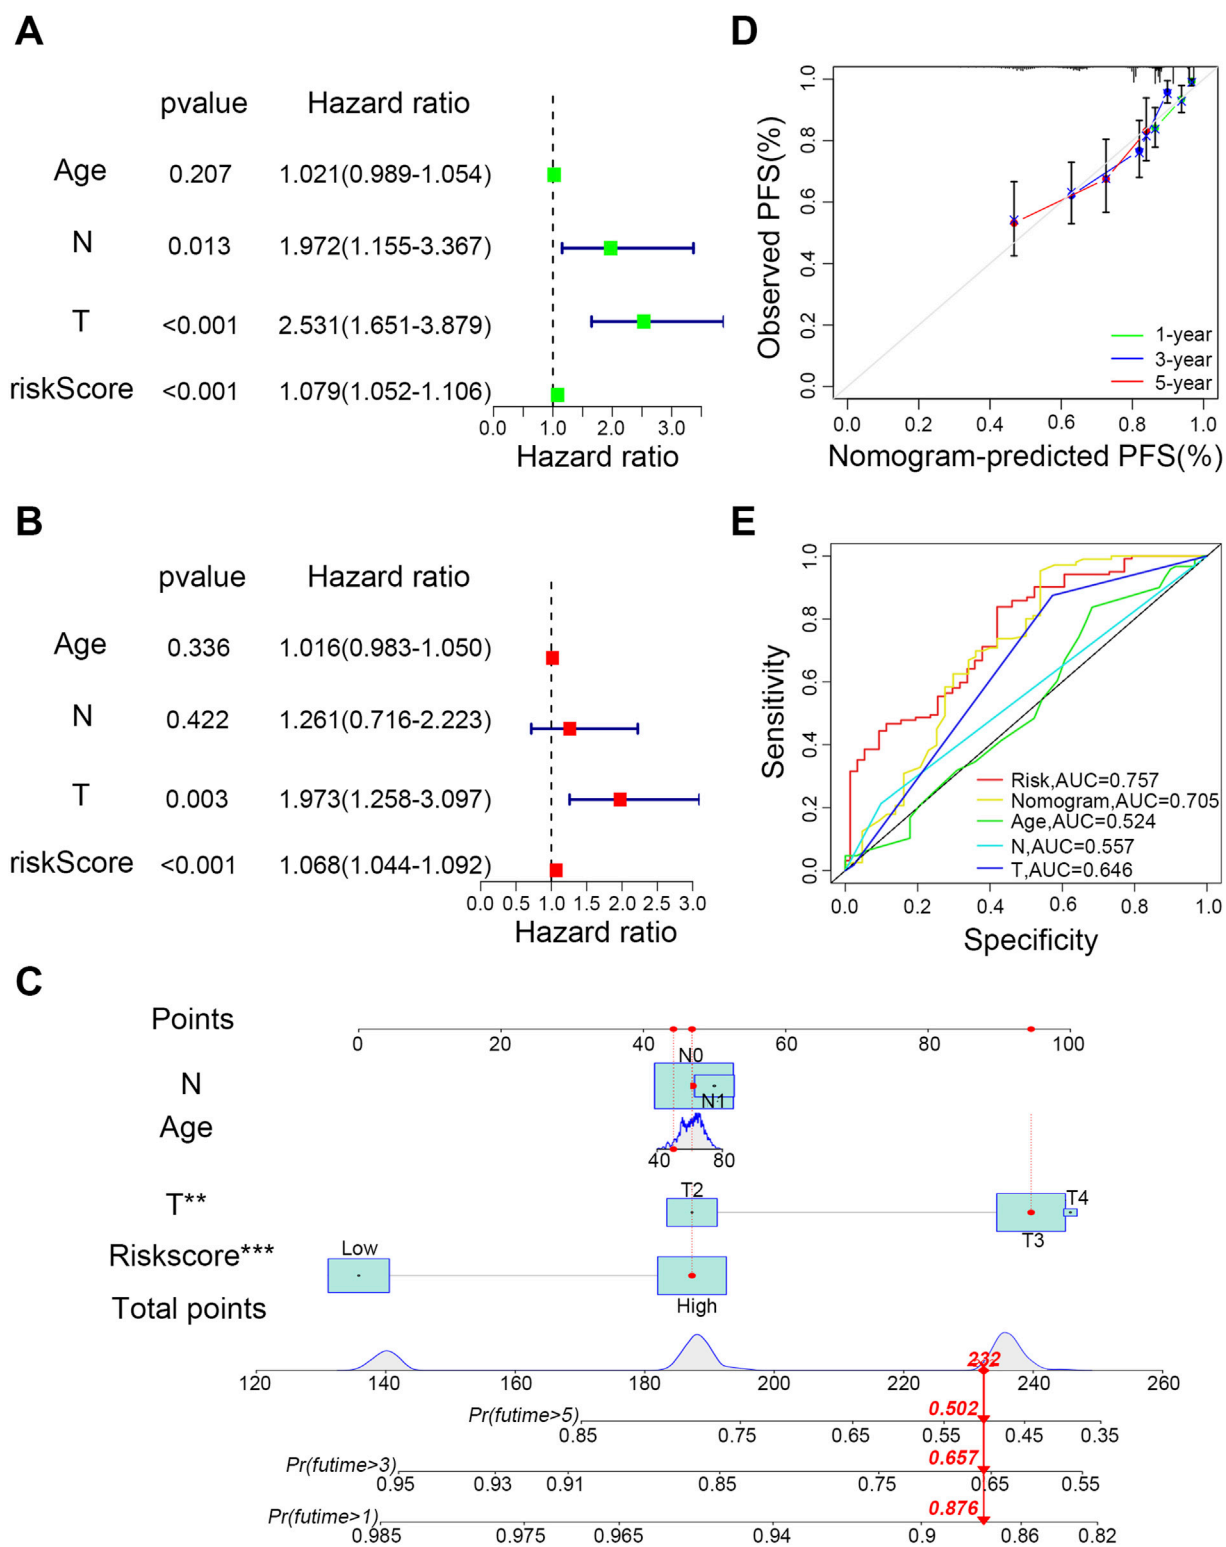 A
pvalue Hazard ratio
Age 0.207 1.021(0.989-1.054)
N 0.013 1.972(1.155-3.367)
T <0.001 2.531(1.651-3.879)
riskScore <0.001 1.079(1.052-1.106)
0.0 1.0 2.0 3.0
Hazard ratio
B
pvalue Hazard ratio
Age 0.336 1.016(0.983-1.050)
N 0.422 1.261(0.716-2.223)
T 0.003 1.973(1.258-3.097)
riskScore <0.001 1.068(1.044-1.092)
0.0 0.5 1.0 1.5 2.0 2.5 3.0
Hazard ratio
D
Observed PFS(%)
1.0
0.8
0.6
0.4
0.2
0.0
1-year
3-year
5-year
0.0 0.2 0.4 0.6 0.8 1.0
Nomogram-predicted PFS(%)
E
Sensitivity
1.0
0.8
0.6
0.4
0.2
0.0
Risk,AUC=0.757
Nomogram,AUC=0.705
Age,AUC=0.524
N,AUC=0.557
T,AUC=0.646
0.0 0.2 0.4 0.6 0.8 1.0
Specificity
C
Points
0 20 40 60 80 100
N0
N
N1
Age
40 80
T2 T4
T**
T3
Low
Riskscore***
High
Total points
232
120 140 160 180 200 220 240 260
Pr(futime>5) 0.502
0.85 0.75 0.65 0.55 0.45 0.35
Pr(futime>3) 0.657
0.95 0.93 0.91 0.85 0.75 0.65 0.55
Pr(futime>1) 0.876
0.985 0.975 0.965 0.94 0.9 0.86 0.82